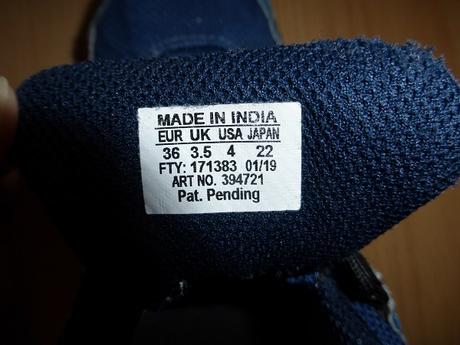 MADE IN INDIA
EUR UK USA JAPAN
36 3.5 4 22
FTY: 171383 01/19
ART NO. 394721
Pat. Pending